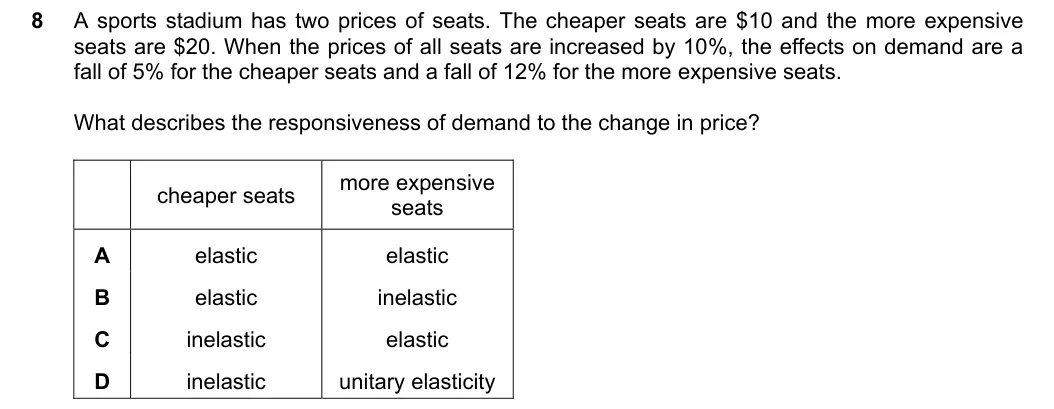 8 A sports stadium has two prices of seats. The cheaper seats are $10 and the more expensive
seats are $20. When the prices of all seats are increased by 10%, the effects on demand are a
fall of 5% for the cheaper seats and a fall of 12% for the more expensive seats.
What describes the responsiveness of demand to the change in price?
cheaper seats more expensive seats
A elastic elastic
B elastic inelastic
C inelastic elastic
D inelastic unitary elasticity